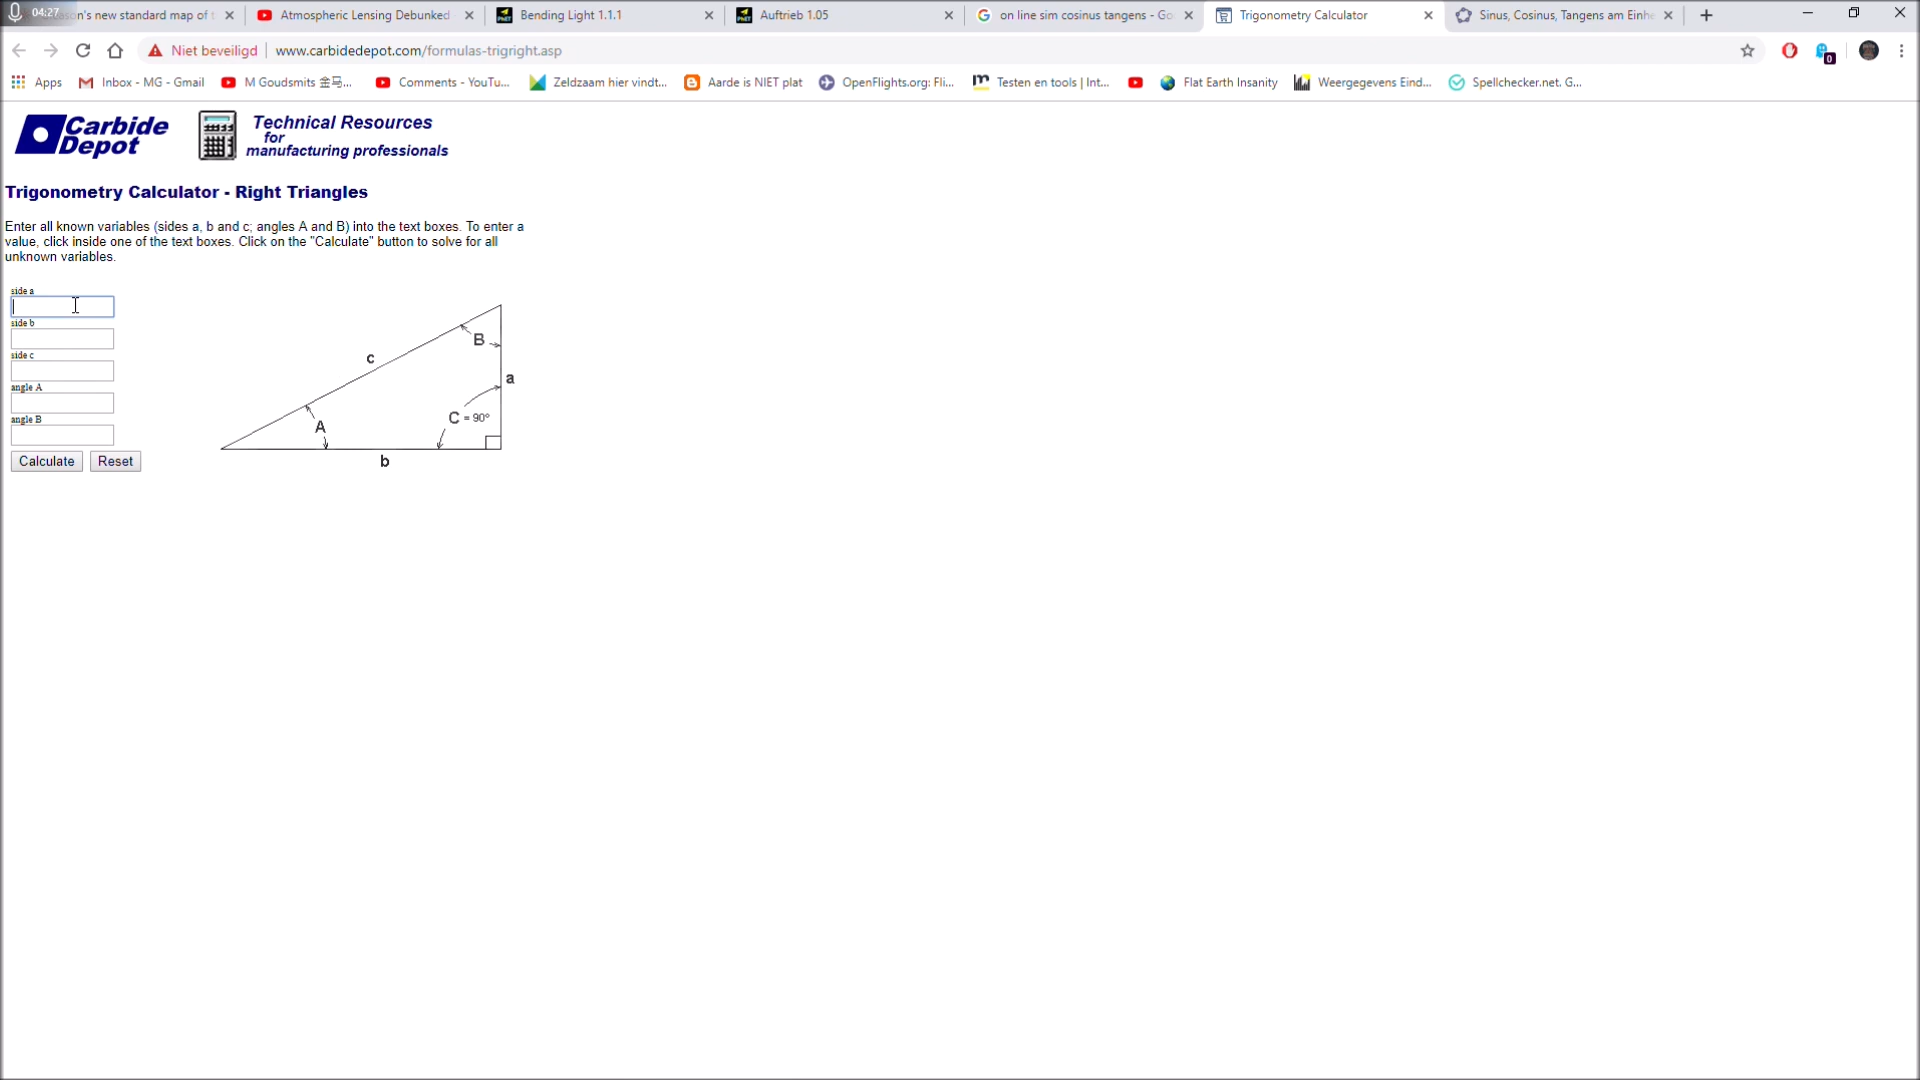 04:27
son's new standard map of t
Atmospheric Lensing Debunked
Bending Light 1.1.1
Auftrieb 1.05
on line sim cosinus tangens - Go
Trigonometry Calculator
Sinus, Cosinus, Tangens am Einhe
Niet beveiligd
www.carbidedepot.com/formulas-trigright.asp
0
Apps
Inbox - MG - Gmail
M Goudsmits 金马...
Comments - YouTu...
Zeldzaam hier vindt...
Aarde is NIET plat
OpenFlights.org: Fli...
Testen en tools | Int...
Flat Earth Insanity
Weergegevens Eind...
Spellchecker.net. G...
Carbide
Depot
Technical Resources
for
manufacturing professionals
Trigonometry Calculator - Right Triangles
Enter all known variables (sides a, b and c; angles A and B) into the text boxes. To enter a
value, click inside one of the text boxes. Click on the "Calculate" button to solve for all
unknown variables.
side a
side b
side c
angle A
angle B
Calculate
Reset
B
c
a
C = 90°
A
b